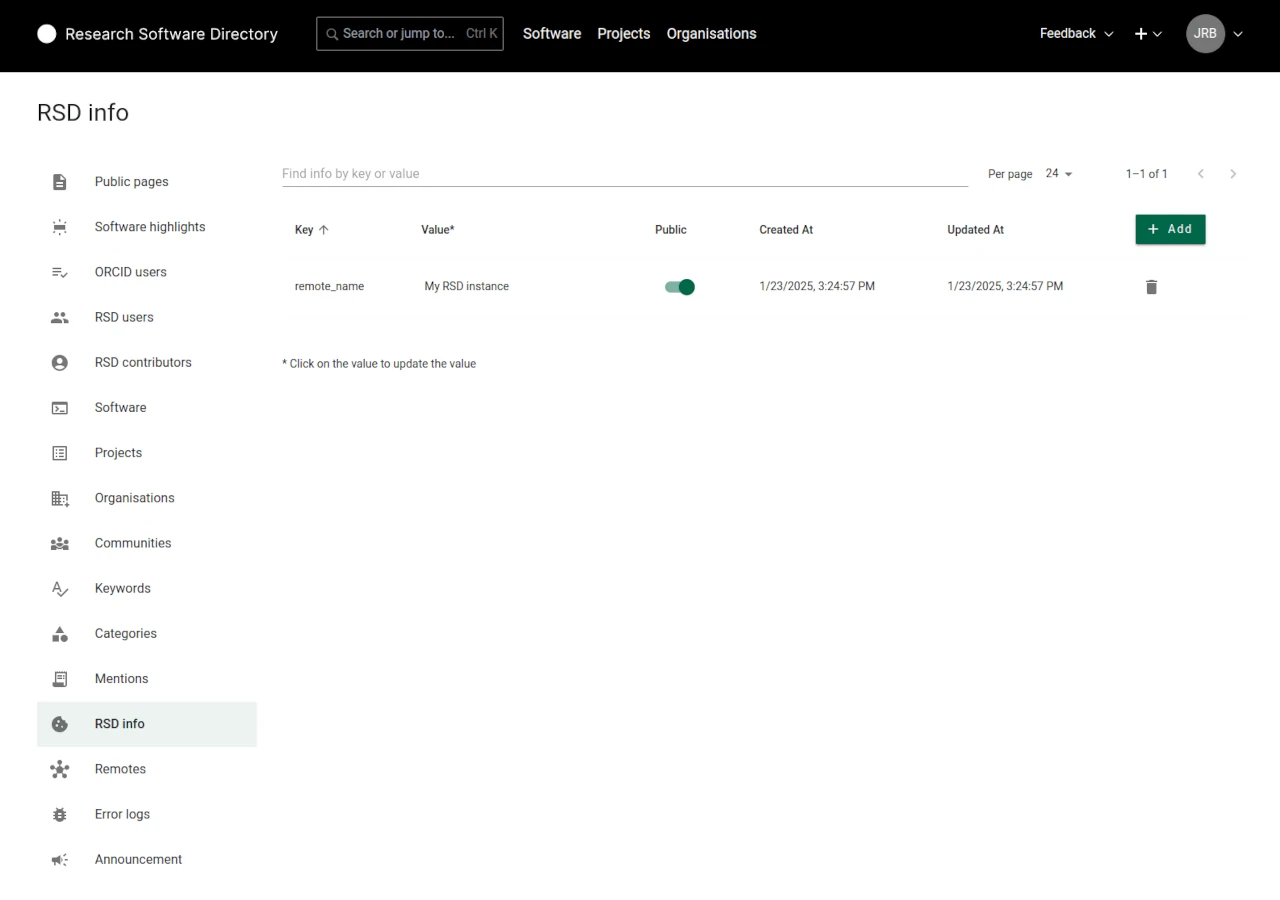 Research Software Directory
Search or jump to... Ctrl K
Software
Projects
Organisations
Feedback
JRB
RSD info
Public pages
Software highlights
ORCID users
RSD users
RSD contributors
Software
Projects
Organisations
Communities
Keywords
Categories
Mentions
RSD info
Remotes
Error logs
Announcement
Find info by key or value
Per page 24
1–1 of 1
Key Value* Public Created At Updated At + Add
remote_name My RSD instance 1/23/2025, 3:24:57 PM 1/23/2025, 3:24:57 PM
* Click on the value to update the value